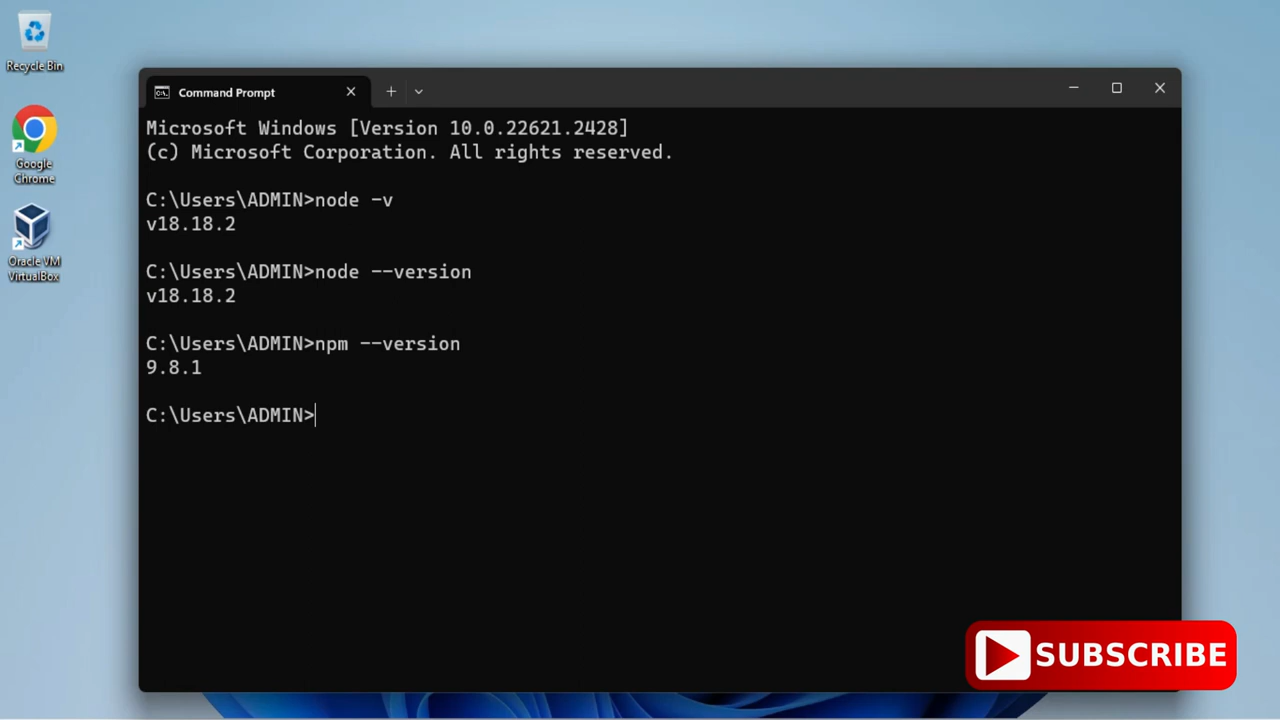 Recycle Bin
Google
Chrome
Oracle VM
VirtualBox
Command Prompt
Microsoft Windows [Version 10.0.22621.2428]
(c) Microsoft Corporation. All rights reserved.
C:\Users\ADMIN>node -v
v18.18.2
C:\Users\ADMIN>node --version
v18.18.2
C:\Users\ADMIN>npm --version
9.8.1
C:\Users\ADMIN>
SUBSCRIBE